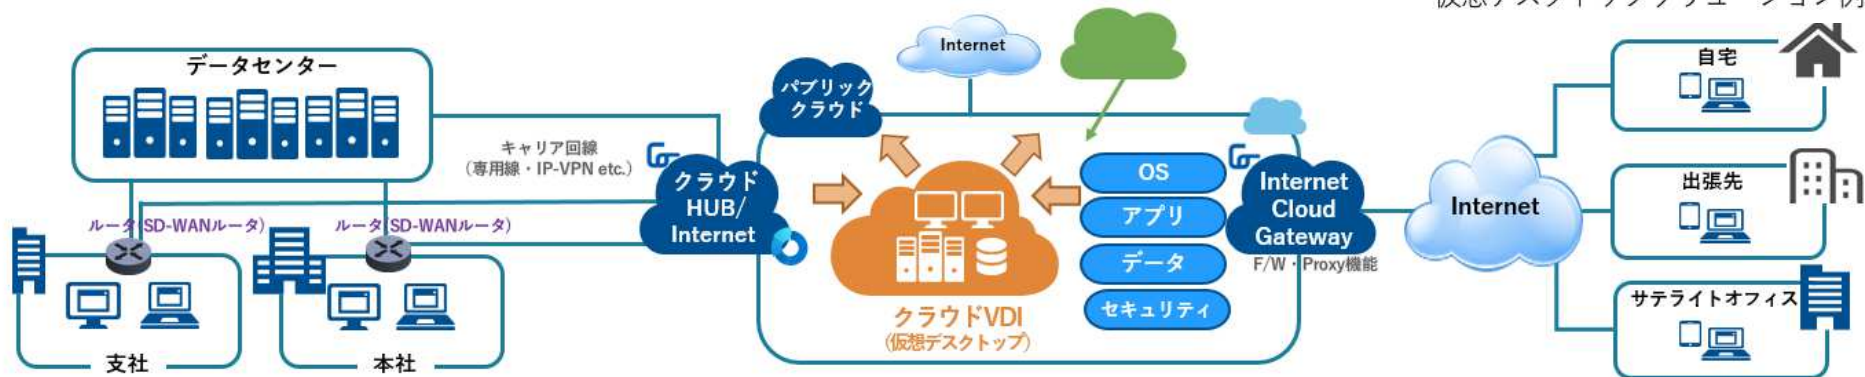 データセンター
キャリア回線
(専用線・IP-VPN etc.)
ルータ(SD-WANルータ)
ルータ(SD-WANルータ)
支社
本社
クラウド
HUB/
Internet
パブリック
クラウド
Internet
クラウドVDI
(仮想デスクトップ)
OS
アプリ
データ
セキュリティ
Internet
Cloud
Gateway
F/W・Proxy機能
Internet
自宅
出張先
サテライトオフィス